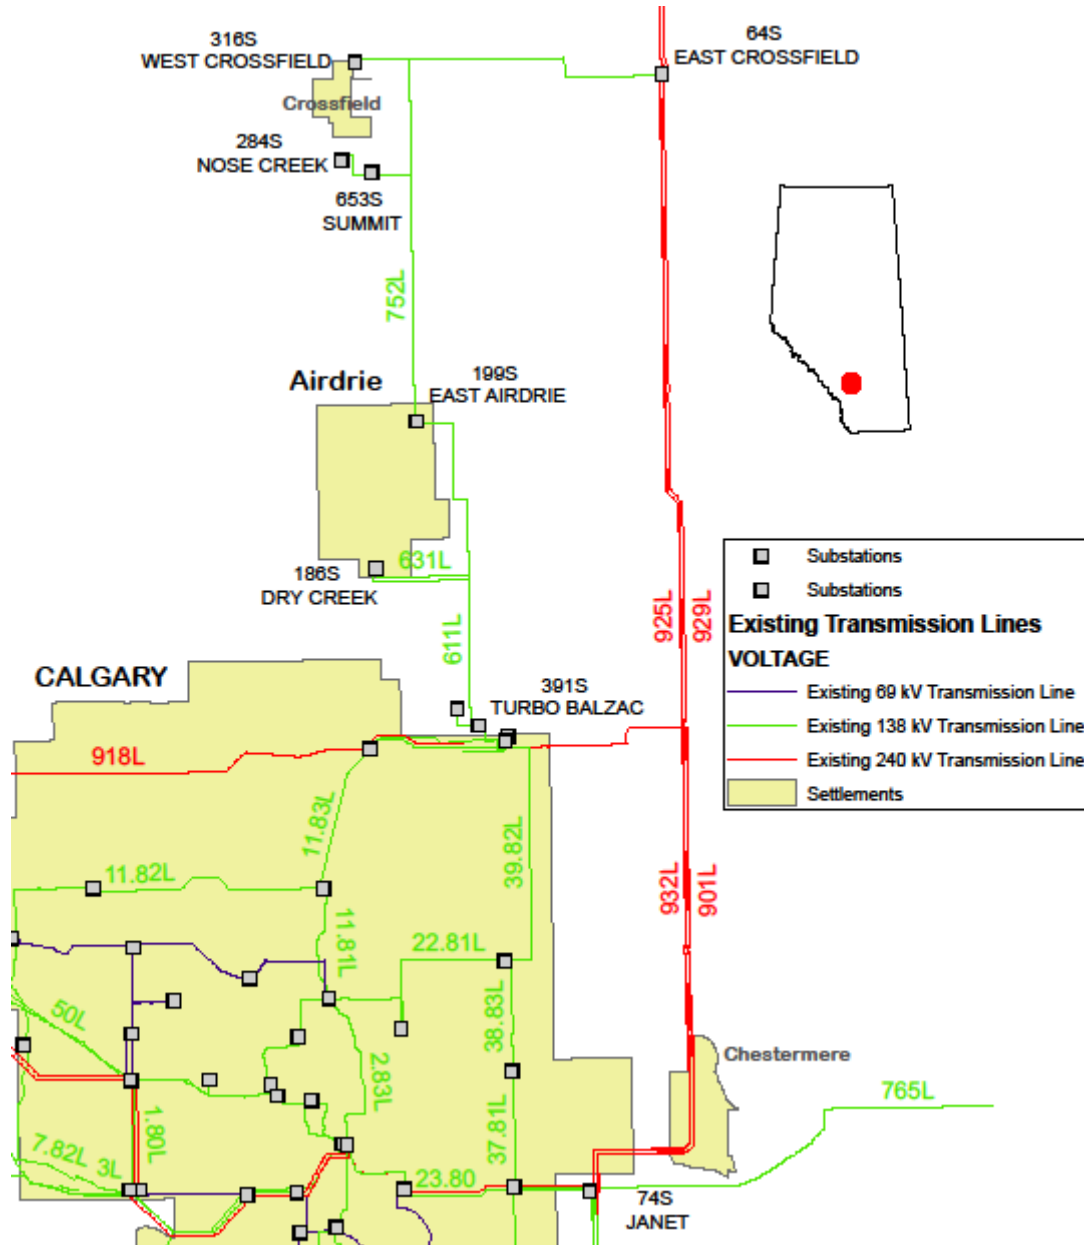 316S
WEST CROSSFIELD
64S
EAST CROSSFIELD
Crossfield
284S
NOSE CREEK
653S
SUMMIT
752L
Airdrie
199S
EAST AIRDRIE
631L
186S
DRY CREEK
611L
925L
929L
Substations
Substations
Existing Transmission Lines
VOLTAGE
Existing 69 kV Transmission Line
Existing 138 kV Transmission Line
Existing 240 kV Transmission Line
Settlements
CALGARY
391S
TURBO BALZAC
918L
11.83L
39.82L
11.82L
932L
901L
11.81L
22.81L
50L
38.83L
2.83L
Chestermere
765L
1.80L
37.81L
7.82L
3L
23.80
74S
JANET